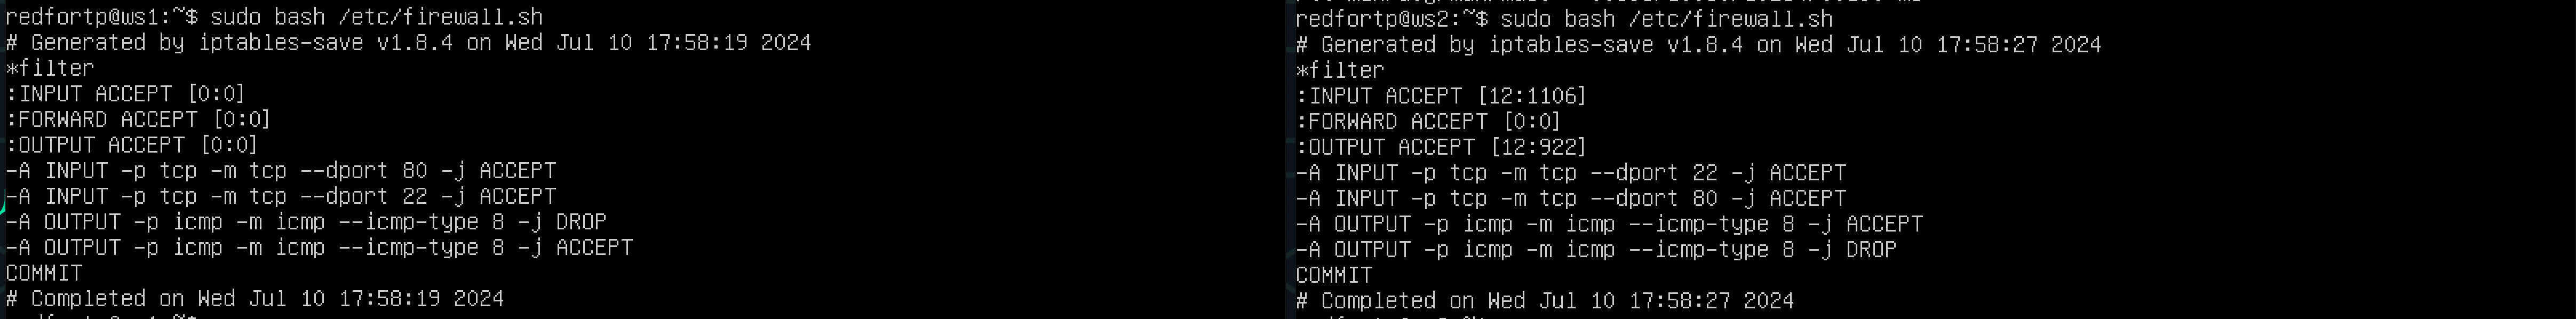 redfortp@ws1:~$ sudo bash /etc/firewall.sh
# Generated by iptables-save v1.8.4 on Wed Jul 10 17:58:19 2024
*filter
:INPUT ACCEPT [0:0]
:FORWARD ACCEPT [0:0]
:OUTPUT ACCEPT [0:0]
-A INPUT -p tcp -m tcp --dport 80 -j ACCEPT
-A INPUT -p tcp -m tcp --dport 22 -j ACCEPT
-A OUTPUT -p icmp -m icmp --icmp-type 8 -j DROP
-A OUTPUT -p icmp -m icmp --icmp-type 8 -j ACCEPT
COMMIT
# Completed on Wed Jul 10 17:58:19 2024
redfortp@ws2:~$ sudo bash /etc/firewall.sh
# Generated by iptables-save v1.8.4 on Wed Jul 10 17:58:27 2024
*filter
:INPUT ACCEPT [12:1106]
:FORWARD ACCEPT [0:0]
:OUTPUT ACCEPT [12:922]
-A INPUT -p tcp -m tcp --dport 22 -j ACCEPT
-A INPUT -p tcp -m tcp --dport 80 -j ACCEPT
-A OUTPUT -p icmp -m icmp --icmp-type 8 -j ACCEPT
-A OUTPUT -p icmp -m icmp --icmp-type 8 -j DROP
COMMIT
# Completed on Wed Jul 10 17:58:27 2024